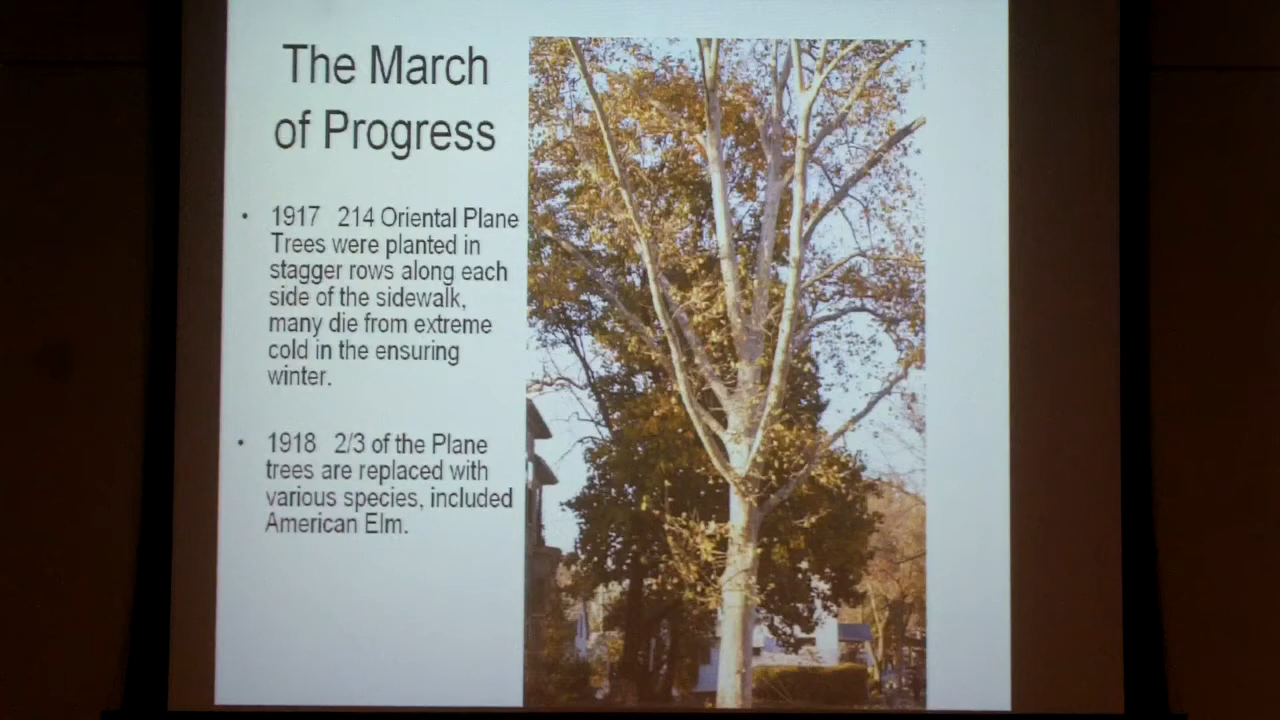 The March
of Progress
• 1917 214 Oriental Plane
Trees were planted in
stagger rows along each
side of the sidewalk,
many die from extreme
cold in the ensuring
winter.
• 1918 2/3 of the Plane
trees are replaced with
various species, included
American Elm.